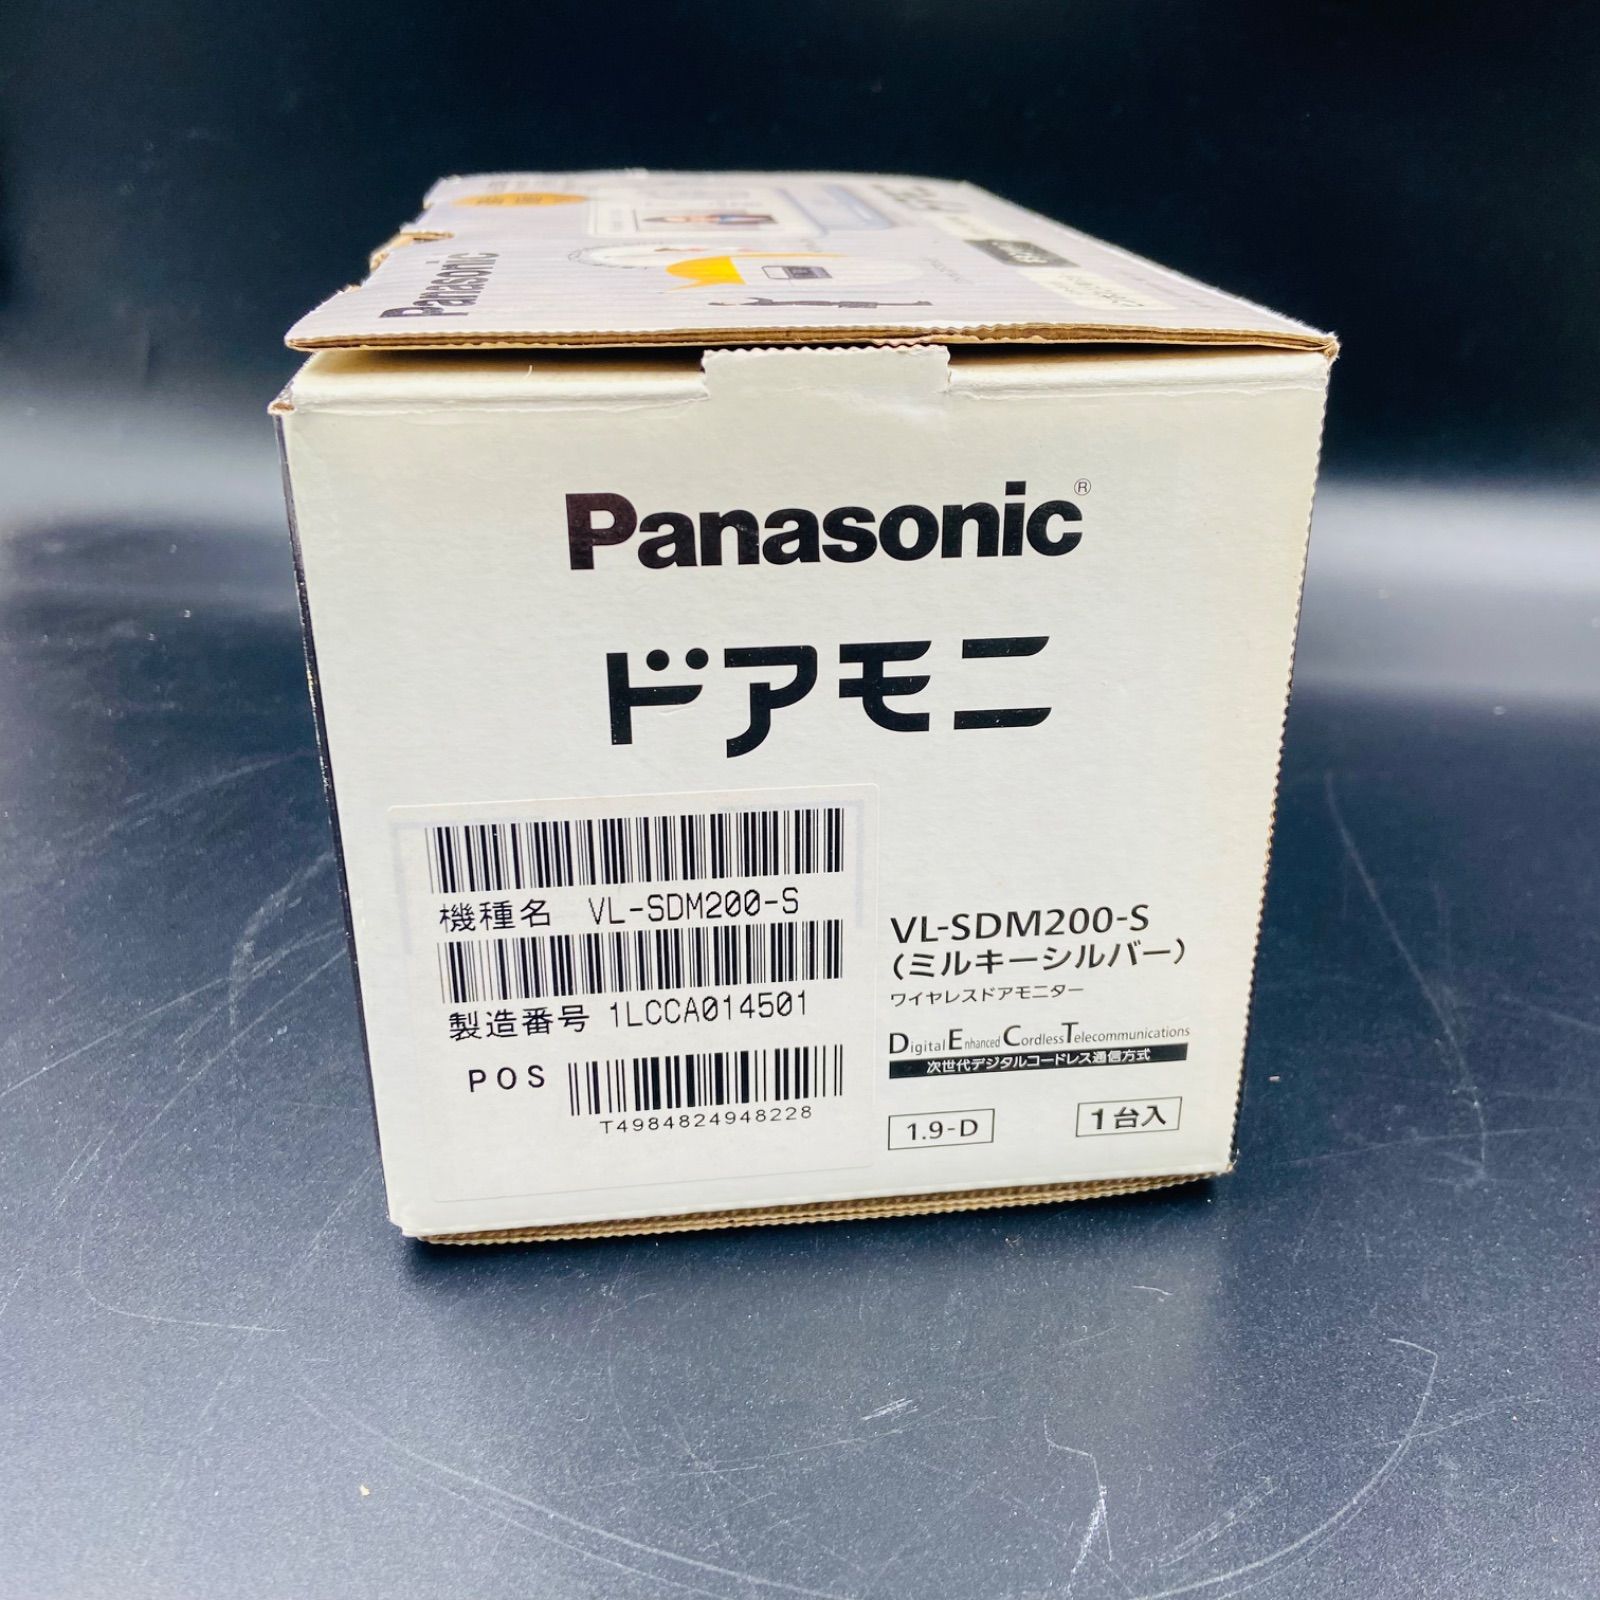 Panasonic
Panasonic®
ドアモニ
機種名 VL-SDM200-S
製造番号 1LCCA014501
POS
T4984824948228
VL-SDM200-S
(ミルキーシルバー)
ワイヤレスドアモニター
Digital Enhanced Cordless Telecommunications
次世代デジタルコードレス通信方式
1.9-D
1台入